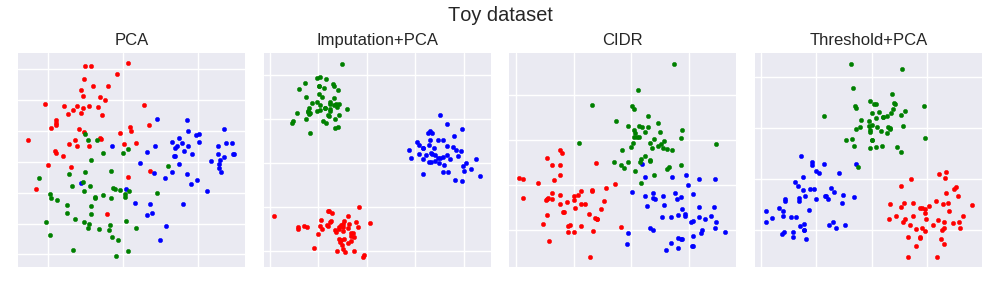 Toy dataset
PCA
Imputation+PCA
CIDR
Threshold+PCA